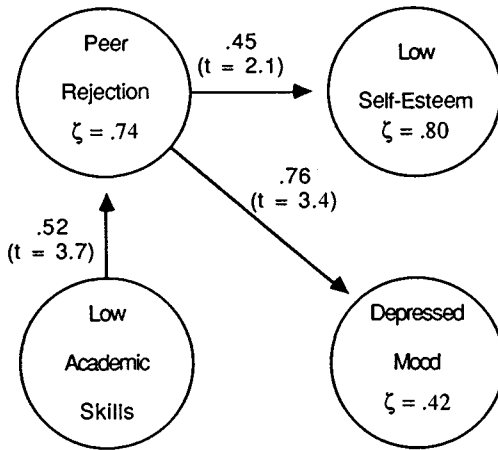 Peer
Rejection
ζ = .74
.45
(t = 2.1)
Low
Self-Esteem
ζ = .80
.76
(t = 3.4)
.52
(t = 3.7)
Low
Academic
Skills
Depressed
Mood
ζ = .42